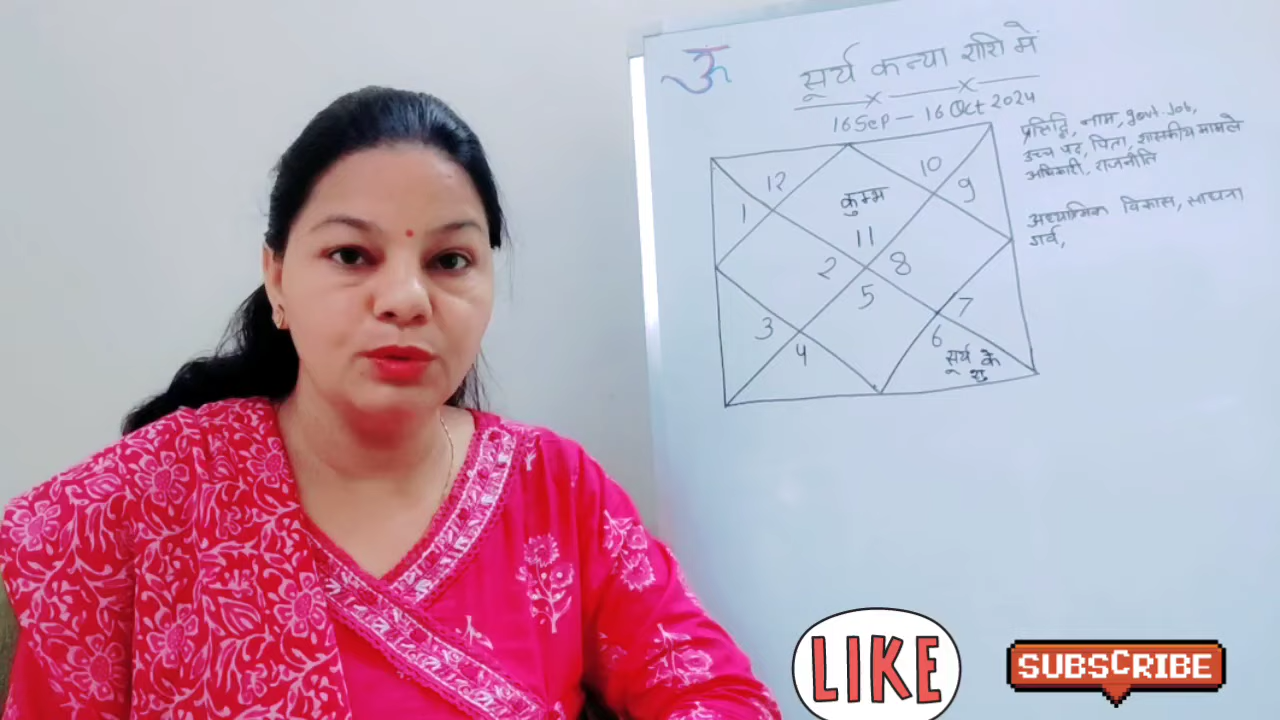 ॐ
सूर्य कन्या राशि में
16 Sep — 16 Oct 2024
प्रसिद्धि, नाम, govt. Job,
उच्च पद, पिता, शासकीय मामले
अधिकारी, राजनीति
अध्यात्मिक विकास, साधना
गर्व,
12
10
1
9
कुम्भ
11
2
8
5
3
7
4
6
सूर्य के
शु
LIKE
SUBSCRIBE